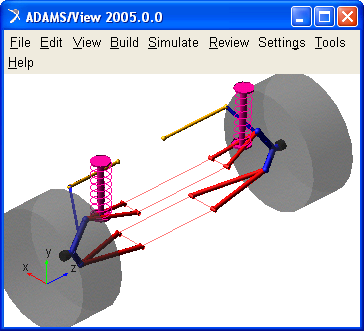 ADAMS/View 2005.0.0
File Edit View Build Simulate Review Settings Tools
Help
y
x
z